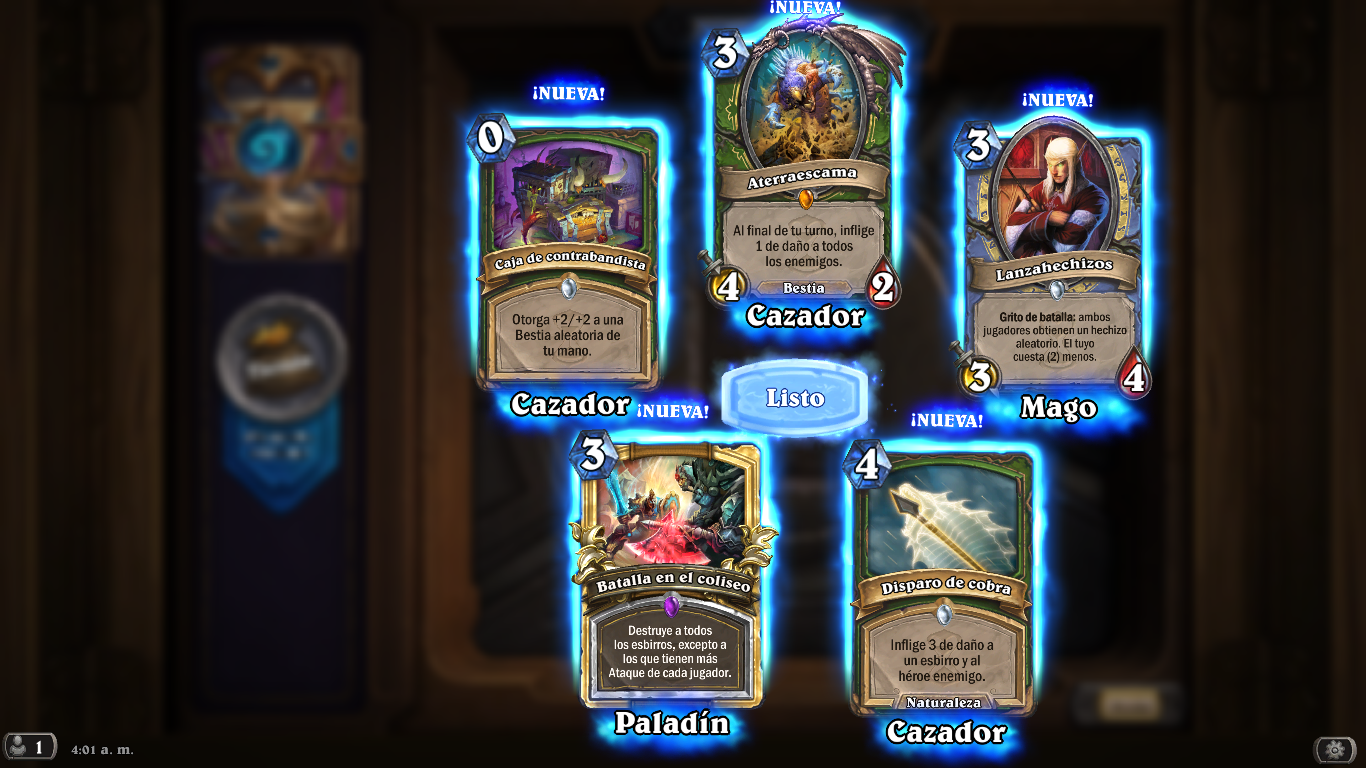 ¡NUEVA!
3
Aterraescama
Al final de tu turno, inflige
1 de daño a todos
los enemigos.
4
Bestia
2
Cazador
¡NUEVA!
0
Caja de contrabandista
Otorga +2/+2 a una
Bestia aleatoria de
tu mano.
Cazador
¡NUEVA!
3
Lanzahechizos
Grito de batalla: ambos
jugadores obtienen un hechizo
aleatorio. El tuyo
cuesta (2) menos.
3
4
Mago
Listo
¡NUEVA!
3
Batalla en el coliseo
Destruye a todos
los esbirros, excepto a
los que tienen más
Ataque de cada jugador.
Paladín
¡NUEVA!
4
Disparo de cobra
Inflige 3 de daño a
un esbirro y al
héroe enemigo.
Naturaleza
Cazador
1
4:01 a. m.